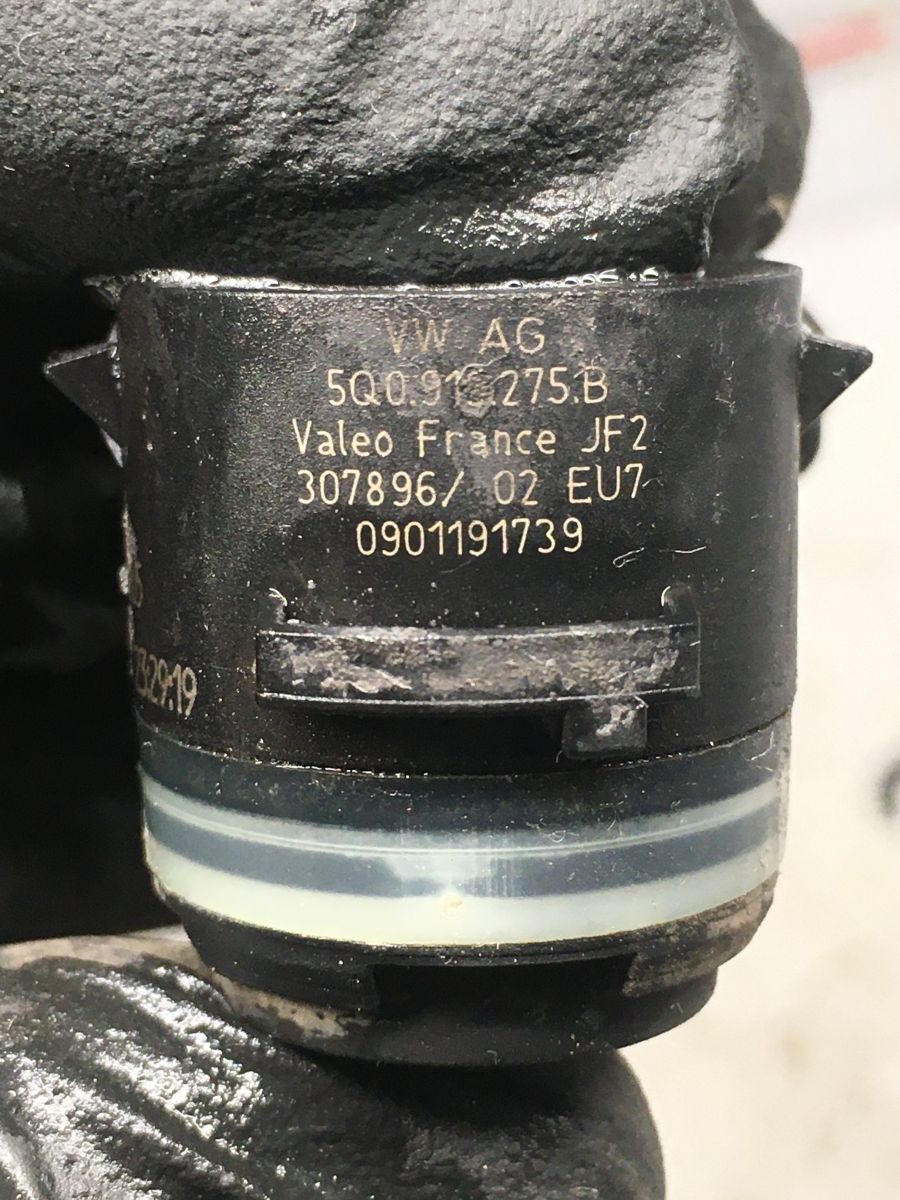 VW AG
5Q0.919.275.B
Valeo France JF2
307896/ 02 EU7
0901191739